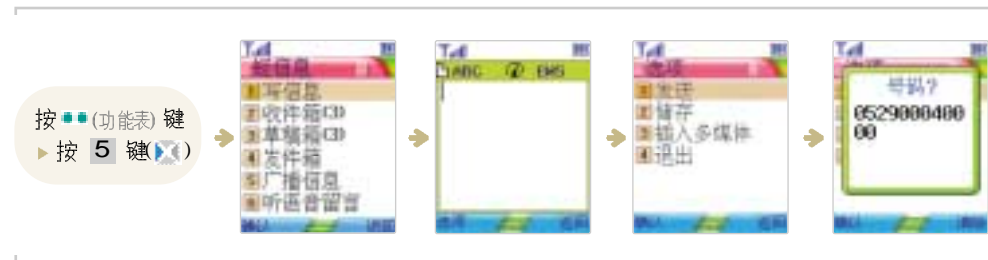 按 (功能表) 键
按 5 键( )
短信息
1 写信息
2 收件箱(3)
3 草稿箱(3)
4 发件箱
5 广播信息
6 听语音留言
确认 返回
ABC EMS
选项 返回
选项
1 发送
2 储存
3 插入多媒体
4 退出
确认 返回
号码?
0529000400
00
确认 清除